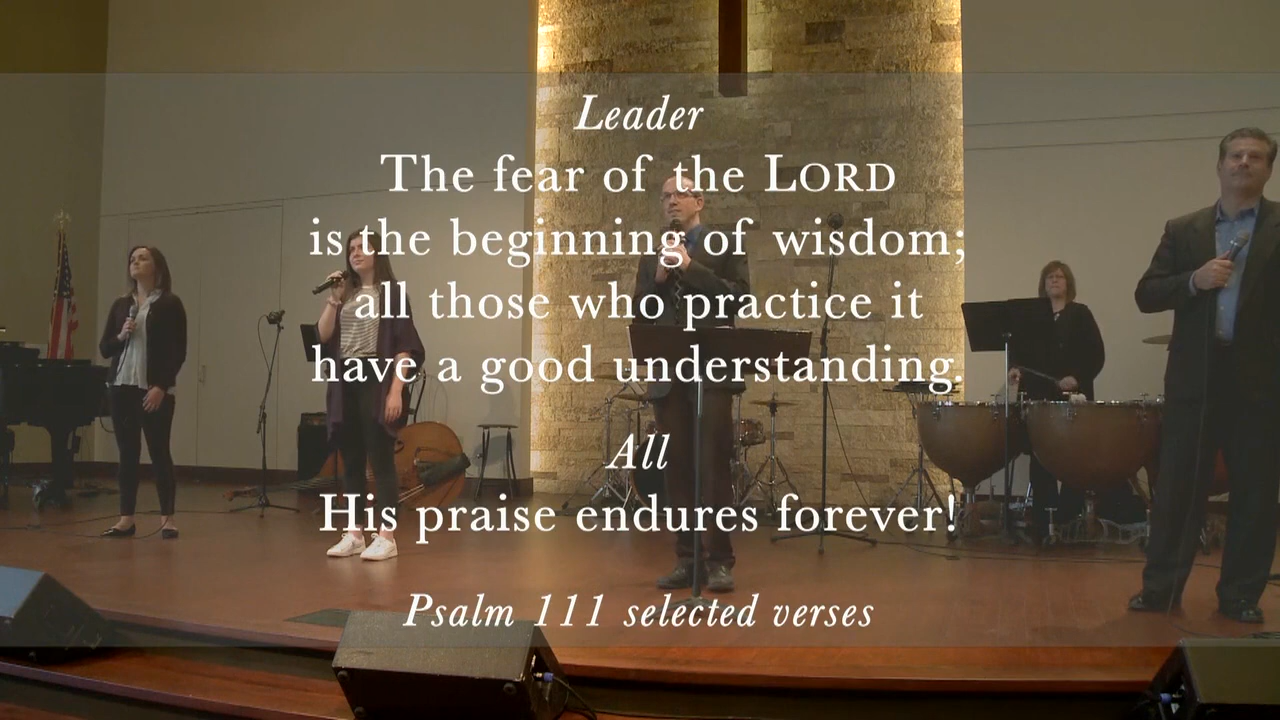 Leader
The fear of the LORD
is the beginning of wisdom;
all those who practice it
have a good understanding.
All
His praise endures forever!
Psalm 111 selected verses